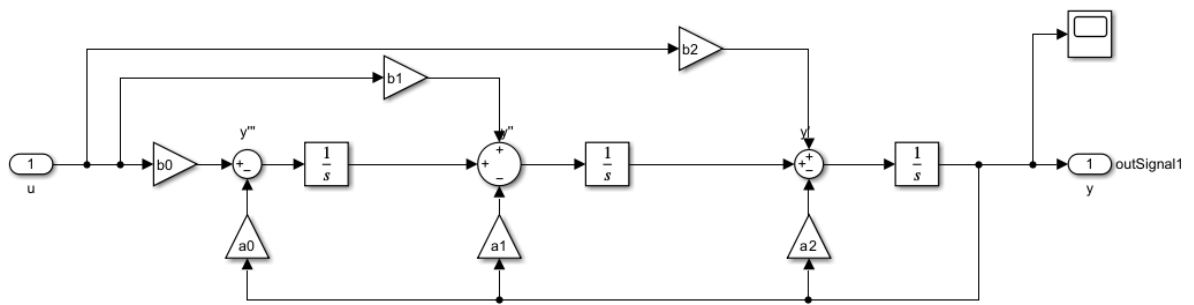 b2
b1
y'''
y''
y'
1
u
b0
+
−
1
s
+
+
−
1
s
+
+
−
1
s
1
y
outSignal1
a0
a1
a2